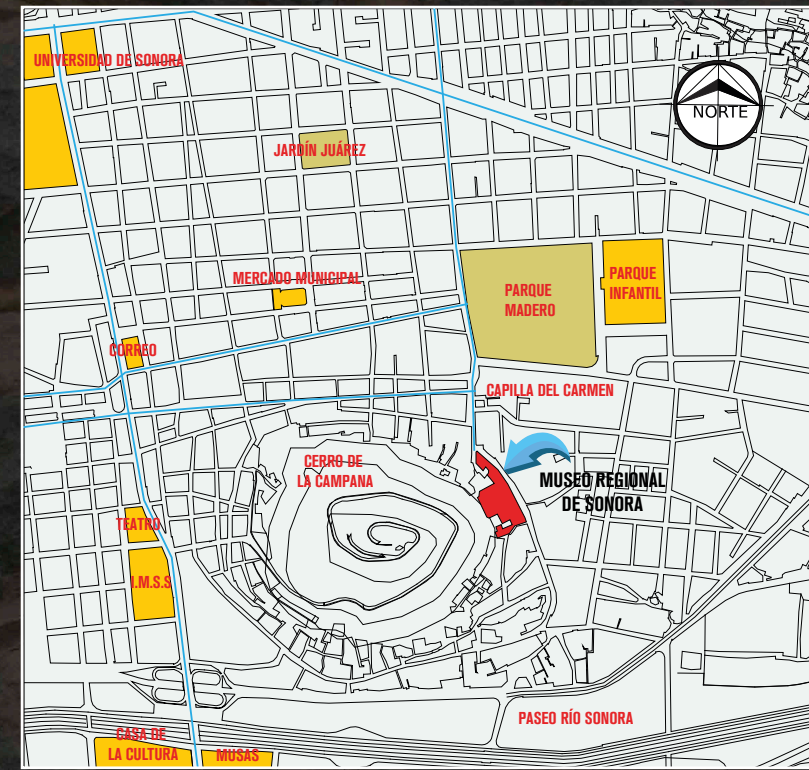 UNIVERSIDAD DE SONORA
NORTE
JARDÍN JUÁREZ
MERCADO MUNICIPAL
PARQUE
MADERO
PARQUE
INFANTIL
CORREO
CAPILLA DEL CARMEN
CERRO DE
LA CAMPANA
MUSEO REGIONAL
DE SONORA
TEATRO
I.M.S.S
PASEO RÍO SONORA
CASA DE
LA CULTURA
MUSAS